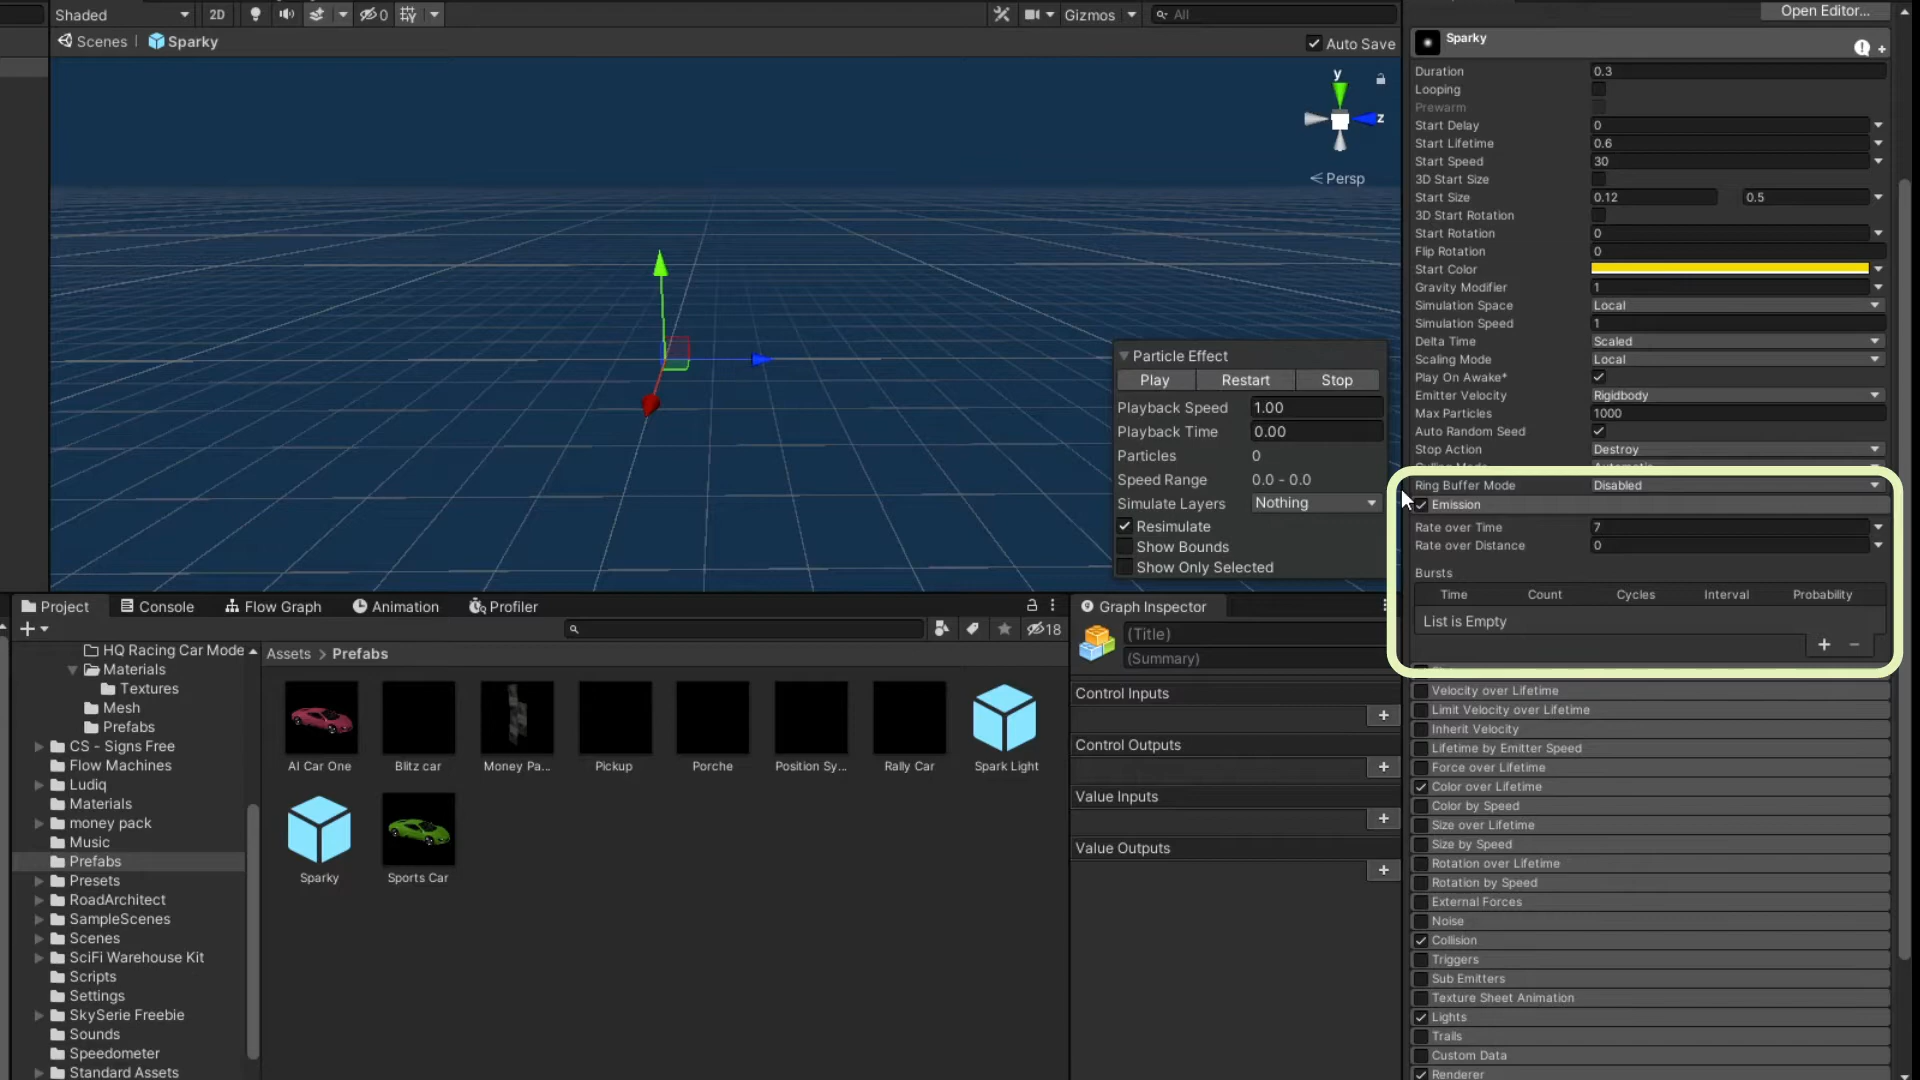 Shaded
2D
0
Gizmos
All
Open Editor...
Scenes
Sparky
Auto Save
y
z
Persp
Sparky
Duration
0.3
Looping
Prewarm
Start Delay
0
Start Lifetime
0.6
Start Speed
30
3D Start Size
Start Size
0.12
0.5
3D Start Rotation
Start Rotation
0
Flip Rotation
0
Start Color
Gravity Modifier
1
Simulation Space
Local
Simulation Speed
1
Delta Time
Scaled
Scaling Mode
Local
Play On Awake*
Emitter Velocity
Rigidbody
Max Particles
1000
Auto Random Seed
Stop Action
Destroy
Ring Buffer Mode
Disabled
Emission
Rate over Time
7
Rate over Distance
0
Bursts
Time Count Cycles Interval Probability
List is Empty
Velocity over Lifetime
Limit Velocity over Lifetime
Inherit Velocity
Lifetime by Emitter Speed
Force over Lifetime
Color over Lifetime
Color by Speed
Size over Lifetime
Size by Speed
Rotation over Lifetime
Rotation by Speed
External Forces
Noise
Collision
Triggers
Sub Emitters
Texture Sheet Animation
Lights
Trails
Custom Data
Renderer
Particle Effect
Play
Restart
Stop
Playback Speed
1.00
Playback Time
0.00
Particles
0
Speed Range
0.0 - 0.0
Simulate Layers
Nothing
Resimulate
Show Bounds
Show Only Selected
Project
Console
Flow Graph
Animation
Profiler
18
HQ Racing Car Mode
Materials
Textures
Mesh
Prefabs
CS - Signs Free
Flow Machines
Ludiq
Materials
money pack
Music
Prefabs
Presets
RoadArchitect
SampleScenes
Scenes
SciFi Warehouse Kit
Scripts
Settings
SkySerie Freebie
Sounds
Speedometer
Standard Assets
Assets > Prefabs
AI Car One
Blitz car
Money Pa...
Pickup
Porche
Position Sy...
Rally Car
Spark Light
Sparky
Sports Car
Graph Inspector
(Title)
(Summary)
Control Inputs
Control Outputs
Value Inputs
Value Outputs